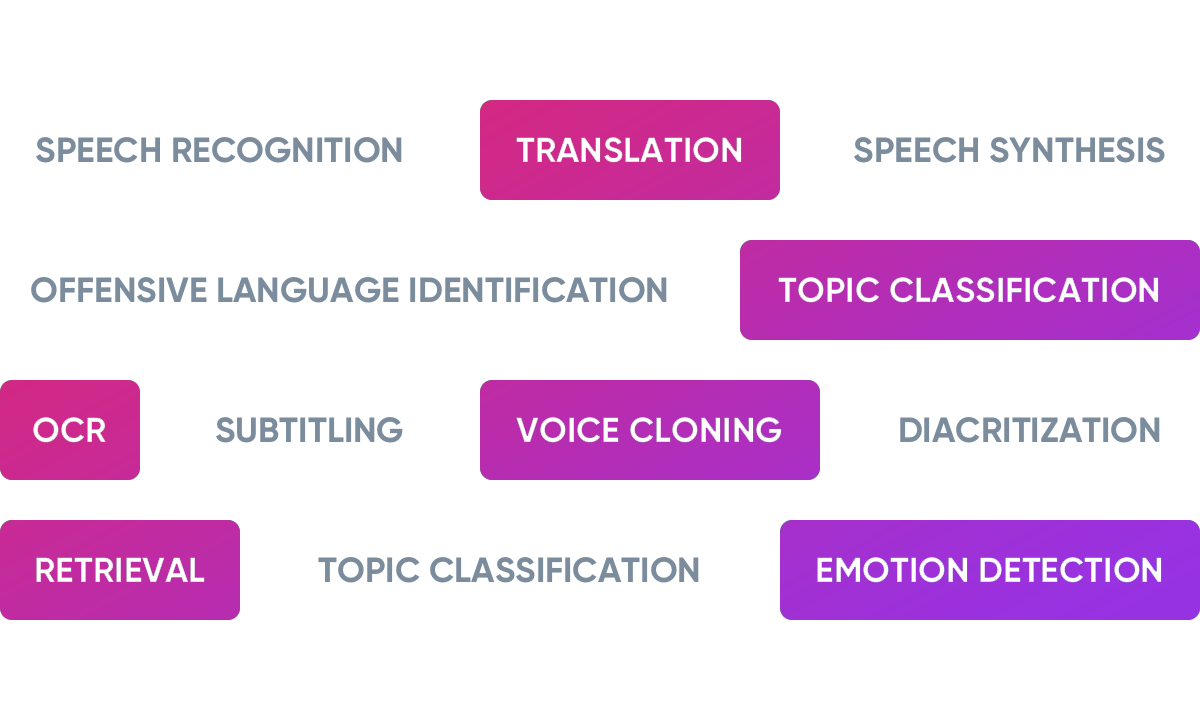 SPEECH RECOGNITION TRANSLATION SPEECH SYNTHESIS
OFFENSIVE LANGUAGE IDENTIFICATION TOPIC CLASSIFICATION
OCR SUBTITLING VOICE CLONING DIACRITIZATION
RETRIEVAL TOPIC CLASSIFICATION EMOTION DETECTION